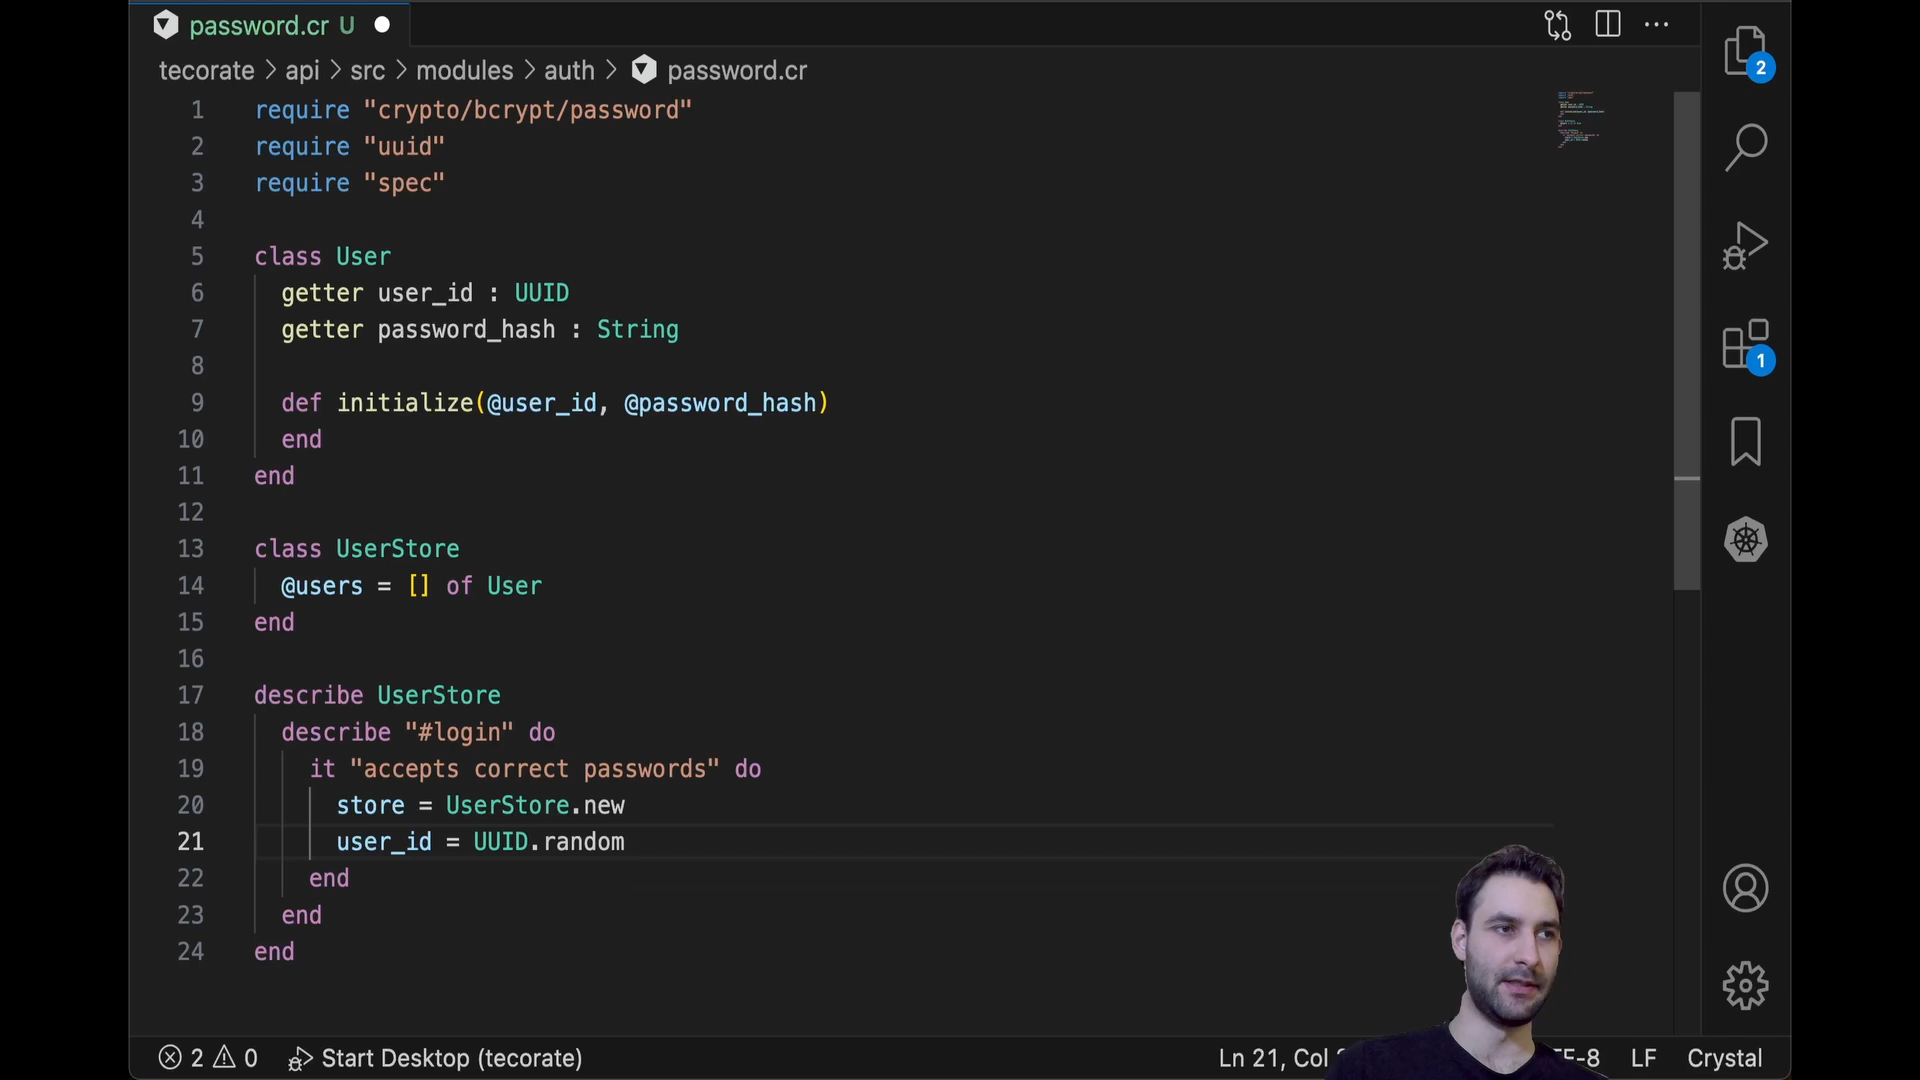 password.cr U
tecorate > api > src > modules > auth > password.cr
1 require "crypto/bcrypt/password"
2 require "uuid"
3 require "spec"
4
5 class User
6 getter user_id : UUID
7 getter password_hash : String
8
9 def initialize(@user_id, @password_hash)
10 end
11 end
12
13 class UserStore
14 @users = [] of User
15 end
16
17 describe UserStore
18 describe "#login" do
19 it "accepts correct passwords" do
20 store = UserStore.new
21 user_id = UUID.random
22 end
23 end
24 end
2
1
2 0 Start Desktop (tecorate) Ln 21, Col F-8 LF Crystal